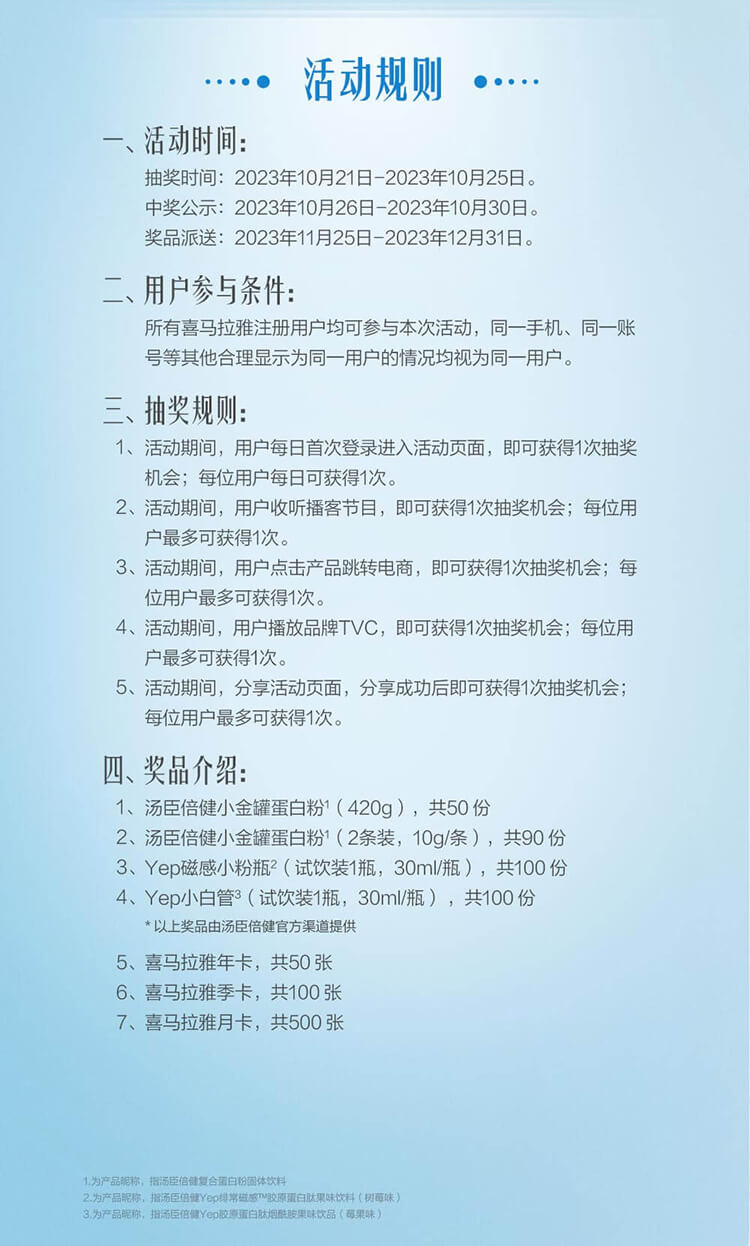 活动规则
一、活动时间：
抽奖时间：2023年10月21日-2023年10月25日。
中奖公示：2023年10月26日-2023年10月30日。
奖品派送：2023年11月25日-2023年12月31日。
二、用户参与条件：
所有喜马拉雅注册用户均可参与本次活动，同一手机、同一账
号等其他合理显示为同一用户的情况均视为同一用户。
三、抽奖规则：
1、活动期间，用户每日首次登录进入活动页面，即可获得1次抽奖
机会；每位用户每日可获得1次。
2、活动期间，用户收听播客节目，即可获得1次抽奖机会；每位用
户最多可获得1次。
3、活动期间，用户点击产品跳转电商，即可获得1次抽奖机会；每
位用户最多可获得1次。
4、活动期间，用户播放品牌TVC，即可获得1次抽奖机会；每位用
户最多可获得1次。
5、活动期间，分享活动页面，分享成功后即可获得1次抽奖机会；
每位用户最多可获得1次。
四、奖品介绍：
1、汤臣倍健小金罐蛋白粉¹（420g），共50 份
2、汤臣倍健小金罐蛋白粉¹（2条装，10g/条），共90 份
3、Yep磁感小粉瓶²（试饮装1瓶，30ml/瓶），共100 份
4、Yep小白管³（试饮装1瓶，30ml/瓶），共100 份
* 以上奖品由汤臣倍健官方渠道提供
5、喜马拉雅年卡，共50 张
6、喜马拉雅季卡，共100 张
7、喜马拉雅月卡，共500 张
1.为产品昵称，指汤臣倍健复合蛋白粉固体饮料
2.为产品昵称，指汤臣倍健Yep绯常磁感™胶原蛋白肽果味饮料（树莓味）
3.为产品昵称，指汤臣倍健Yep胶原蛋白肽烟酰胺果味饮品（莓果味）